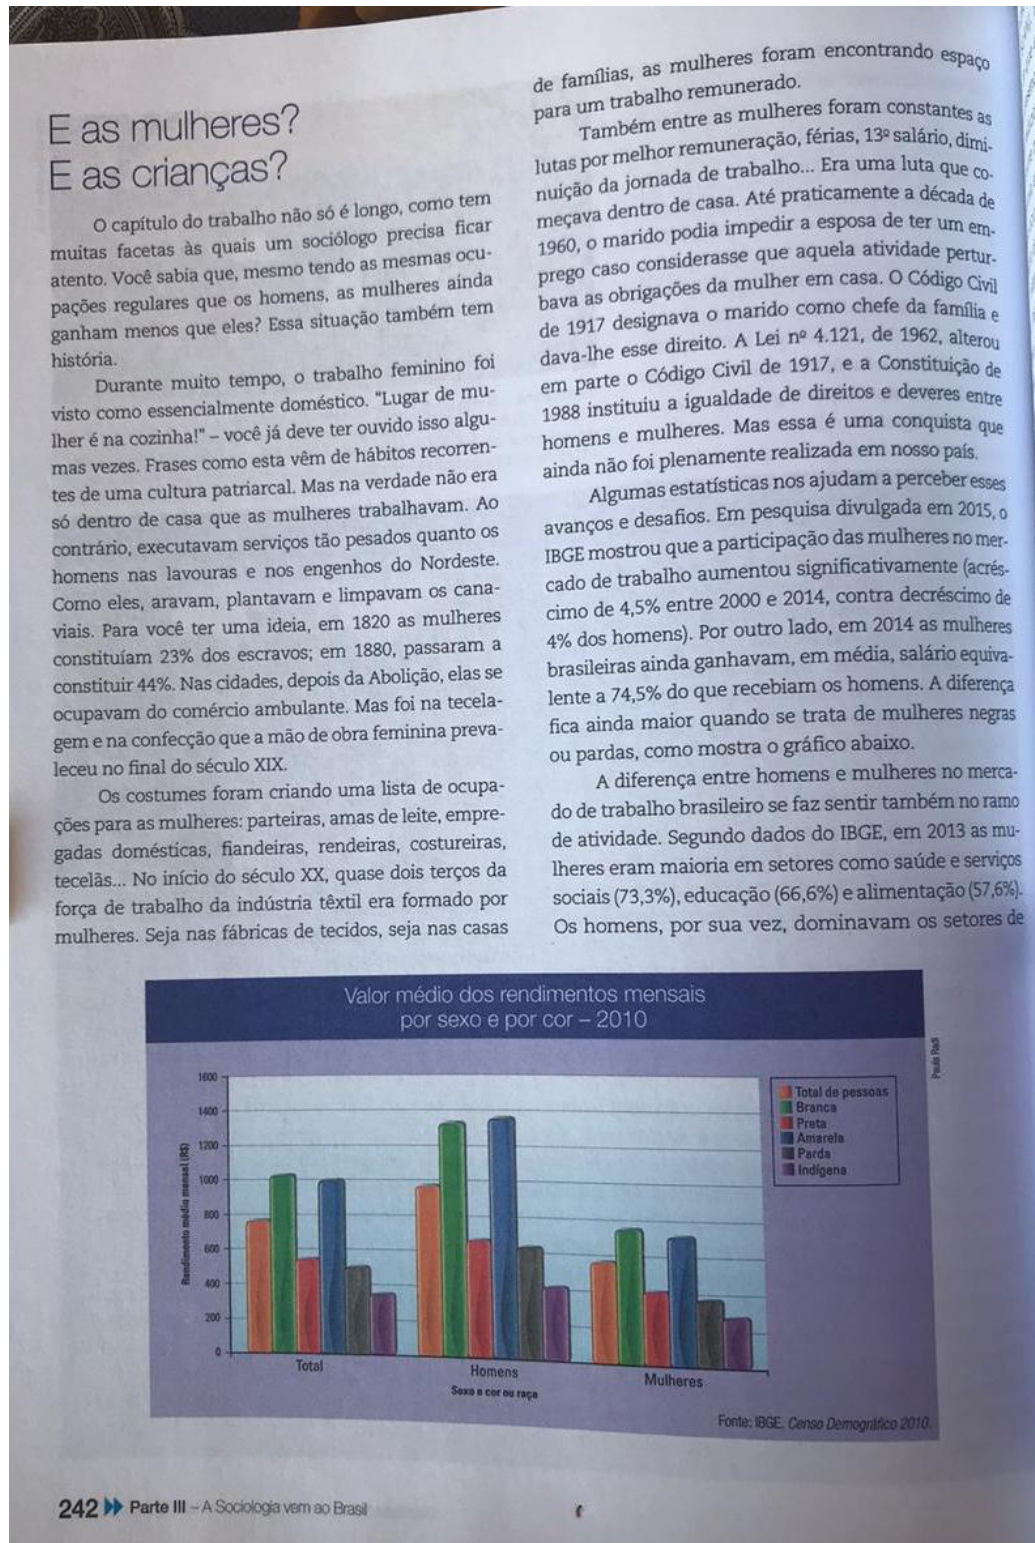 E as mulheres?
E as crianças?
O capítulo do trabalho não só é longo, como tem
muitas facetas às quais um sociólogo precisa ficar
atento. Você sabia que, mesmo tendo as mesmas ocu-
pações regulares que os homens, as mulheres ainda
ganham menos que eles? Essa situação também tem
história.
Durante muito tempo, o trabalho feminino foi
visto como essencialmente doméstico. "Lugar de mu-
lher é na cozinha!" – você já deve ter ouvido isso algu-
mas vezes. Frases como esta vêm de hábitos recorren-
tes de uma cultura patriarcal. Mas na verdade não era
só dentro de casa que as mulheres trabalhavam. Ao
contrário, executavam serviços tão pesados quanto os
homens nas lavouras e nos engenhos do Nordeste.
Como eles, aravam, plantavam e limpavam os cana-
viais. Para você ter uma ideia, em 1820 as mulheres
constituíam 23% dos escravos; em 1880, passaram a
constituir 44%. Nas cidades, depois da Abolição, elas se
ocupavam do comércio ambulante. Mas foi na tecela-
gem e na confecção que a mão de obra feminina preva-
leceu no final do século XIX.
Os costumes foram criando uma lista de ocupa-
ções para as mulheres: parteiras, amas de leite, empre-
gadas domésticas, fiandeiras, rendeiras, costureiras,
tecelãs... No início do século XX, quase dois terços da
força de trabalho da indústria têxtil era formado por
mulheres. Seja nas fábricas de tecidos, seja nas casas
de famílias, as mulheres foram encontrando espaço
para um trabalho remunerado.
Também entre as mulheres foram constantes as
lutas por melhor remuneração, férias, 13º salário, dimi-
nuição da jornada de trabalho... Era uma luta que co-
meçava dentro de casa. Até praticamente a década de
1960, o marido podia impedir a esposa de ter um em-
prego caso considerasse que aquela atividade pertur-
bava as obrigações da mulher em casa. O Código Civil
de 1917 designava o marido como chefe da família e
dava-lhe esse direito. A Lei nº 4.121, de 1962, alterou
em parte o Código Civil de 1917, e a Constituição de
1988 instituiu a igualdade de direitos e deveres entre
homens e mulheres. Mas essa é uma conquista que
ainda não foi plenamente realizada em nosso país.
Algumas estatísticas nos ajudam a perceber esses
avanços e desafios. Em pesquisa divulgada em 2015, o
IBGE mostrou que a participação das mulheres no mer-
cado de trabalho aumentou significativamente (acrés-
cimo de 4,5% entre 2000 e 2014, contra decréscimo de
4% dos homens). Por outro lado, em 2014 as mulheres
brasileiras ainda ganhavam, em média, salário equiva-
lente a 74,5% do que recebiam os homens. A diferença
fica ainda maior quando se trata de mulheres negras
ou pardas, como mostra o gráfico abaixo.
A diferença entre homens e mulheres no merca-
do de trabalho brasileiro se faz sentir também no ramo
de atividade. Segundo dados do IBGE, em 2013 as mu-
lheres eram maioria em setores como saúde e serviços
sociais (73,3%), educação (66,6%) e alimentação (57,6%).
Os homens, por sua vez, dominavam os setores de
Valor médio dos rendimentos mensais
por sexo e por cor – 2010
Rendimento médio mensal (R$)
1600
1400
1200
1000
800
600
400
200
0
Total
Homens
Mulheres
Sexo e cor ou raça
Total de pessoas
Branca
Preta
Amarela
Parda
Indígena
Paula Radi
Fonte: IBGE. Censo Demográfico 2010.
242 Parte III – A Sociologia vem ao Brasil